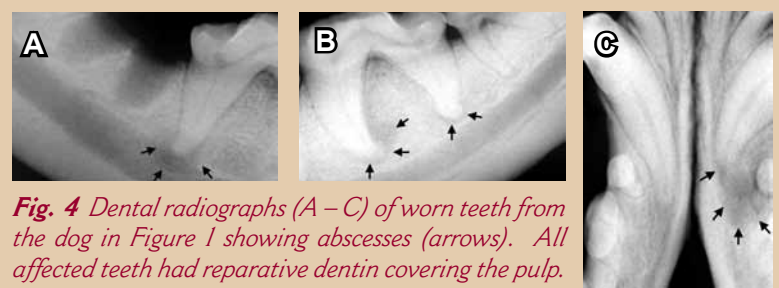 A
B
C
Fig. 4 Dental radiographs (A – C) of worn teeth from
the dog in Figure 1 showing abscesses (arrows). All
affected teeth had reparative dentin covering the pulp.